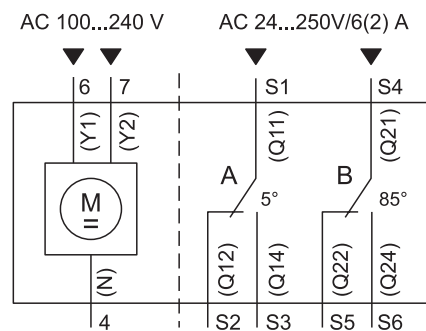 AC 100...240 V AC 24...250V/6(2) A
6 7 S1 S4
(Y1) (Y2) (Q11) (Q21)
A 5° B 85°
M
=
(N) (Q12) (Q14) (Q22) (Q24)
4 S2 S3 S5 S6